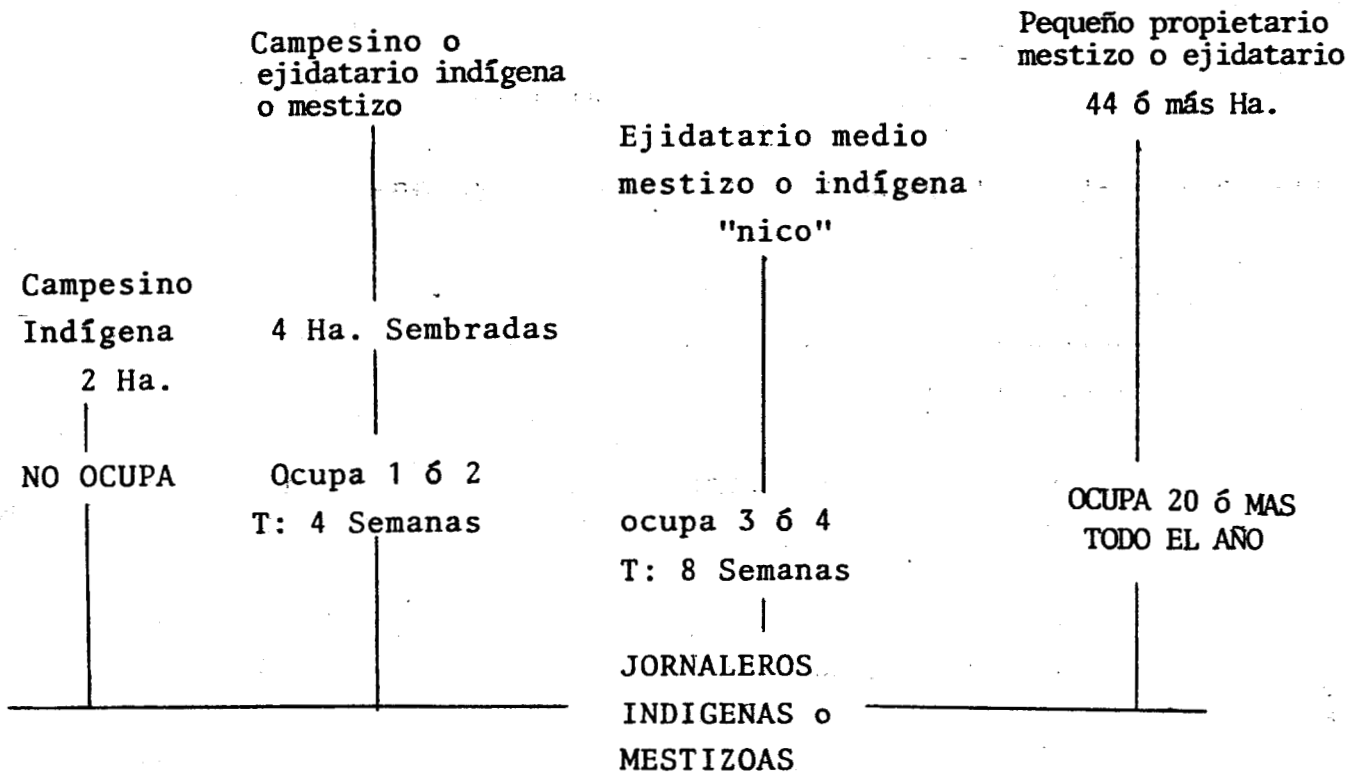 Campesino
Indígena
2 Ha.
NO OCUPA
Campesino o
ejidatario indígena
o mestizo
4 Ha. Sembradas
Ocupa 1 ó 2
T: 4 Semanas
Ejidatario medio
mestizo o indígena
"nico"
ocupa 3 ó 4
T: 8 Semanas
JORNALEROS
INDIGENAS o
MESTIZOAS
Pequeño propietario
mestizo o ejidatario
44 ó más Ha.
OCUPA 20 ó MAS
TODO EL AÑO